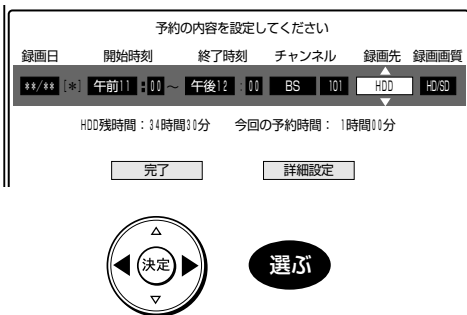 予約の内容を設定してください
録画日 開始時刻 終了時刻 チャンネル 録画先 録画画質
**/** [*] 午前11:00 ~ 午後12:00 BS 101 HDD HD/SD
HDD残時間:34時間30分 今回の予約時間: 1時間00分
完了 詳細設定
決定 選ぶ